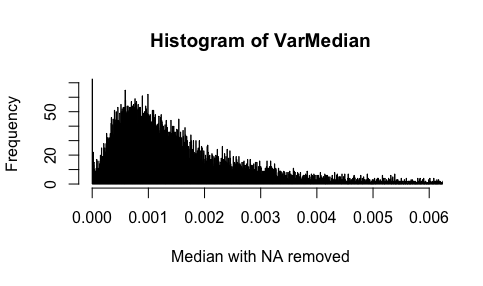 Histogram of VarMedian
Frequency
50
20
0
0.000 0.001 0.002 0.003 0.004 0.005 0.006
Median with NA removed